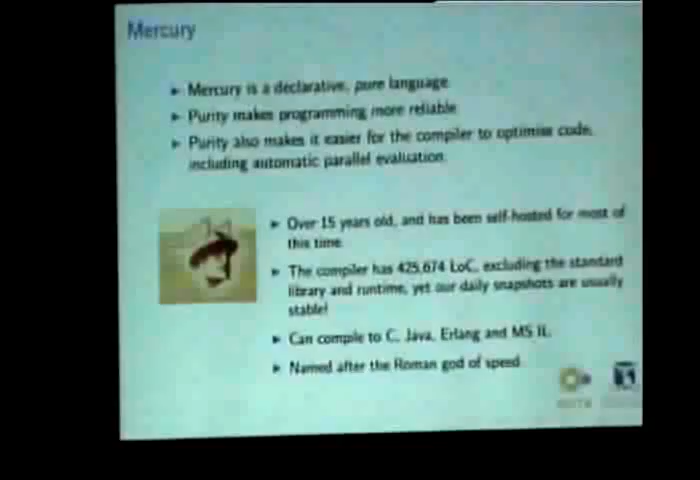 Mercury
▶ Mercury is a declarative, pure language.
▶ Purity makes programming more reliable.
▶ Purity also makes it easier for the compiler to optimise code,
including automatic parallel evaluation.
▶ Over 15 years old, and has been self-hosted for most of
this time.
▶ The compiler has 425,674 LoC, excluding the standard
library and runtime, yet our daily snapshots are usually
stable!
▶ Can compile to C, Java, Erlang and MS IL.
▶ Named after the Roman god of speed.